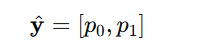 ŷ = [p₀, p₁]